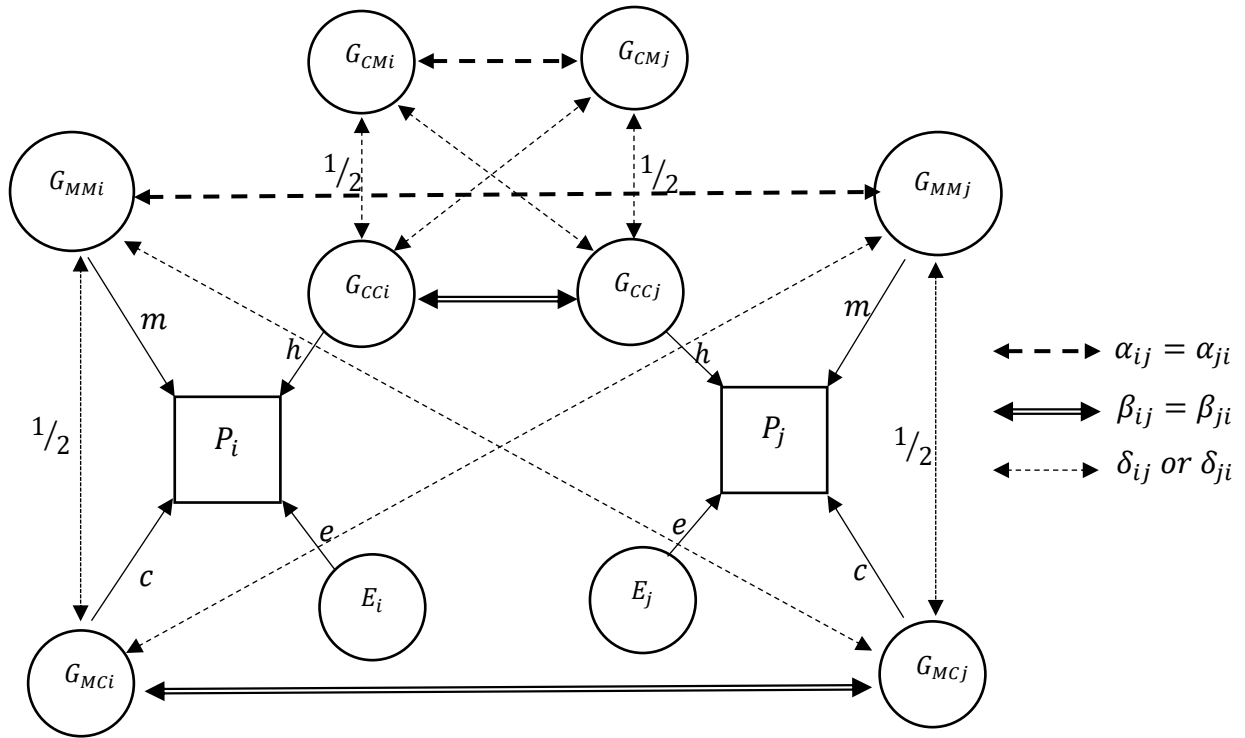 G_CMi G_CMj
1/2 1/2
G_MMi G_MMj
G_CCi G_CCj
m h h m
α_ij = α_ji
P_i P_j
β_ij = β_ji
1/2 1/2
δ_ij or δ_ji
e e
c c
E_i E_j
G_MCi G_MCj